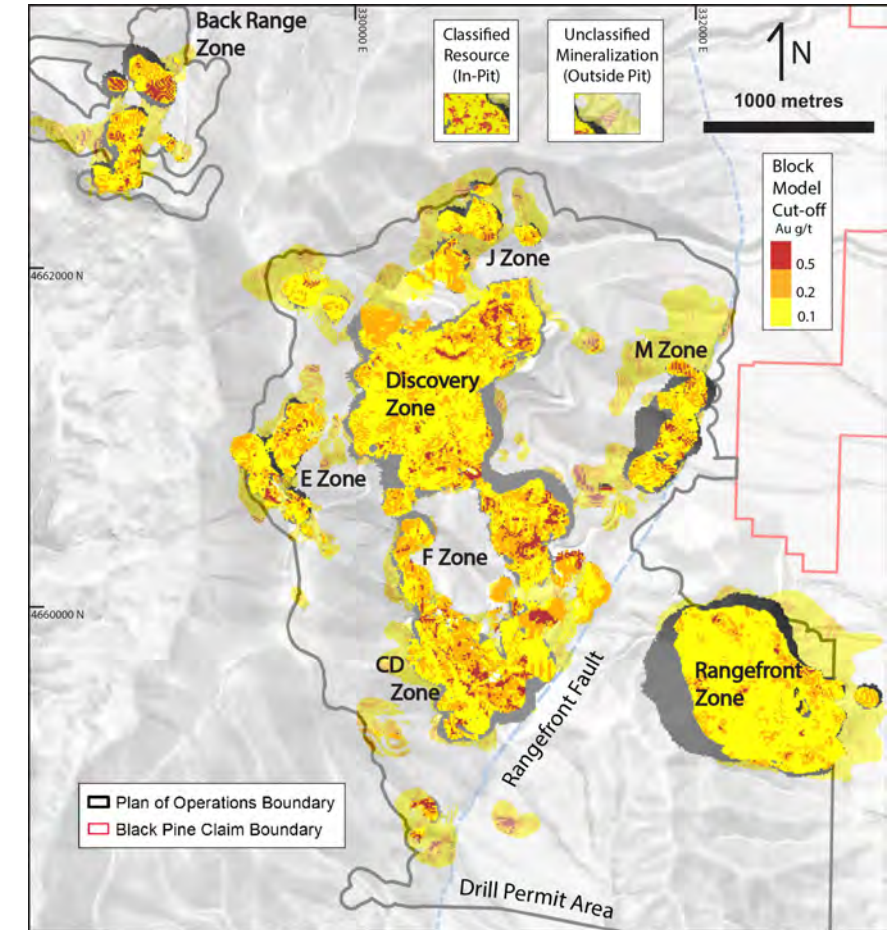 Back Range
Zone
330000 E
332000 E
Classified
Resource
(In-Pit)
Unclassified
Mineralization
(Outside Pit)
N
1000 metres
Block
Model
Cut-off
Au g/t
0.5
0.2
0.1
4662000 N
J Zone
M Zone
Discovery
Zone
E Zone
F Zone
4660000 N
CD
Zone
Rangefront
Zone
Rangefront Fault
Plan of Operations Boundary
Black Pine Claim Boundary
Drill Permit Area